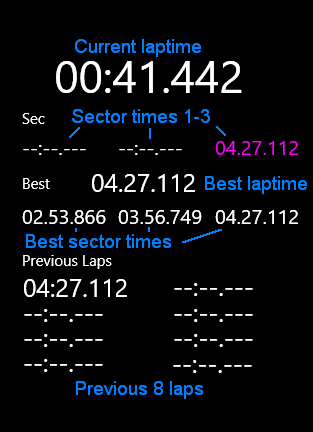 Current laptime
00:41.442
Sec
Sector times 1-3
--:--.--- --:--.--- 04.27.112
Best 04.27.112 Best laptime
02.53.866 03.56.749 04.27.112
Best sector times
Previous Laps
04:27.112 --:--.---
--:--.--- --:--.---
--:--.--- --:--.---
--:--.--- --:--.---
Previous 8 laps